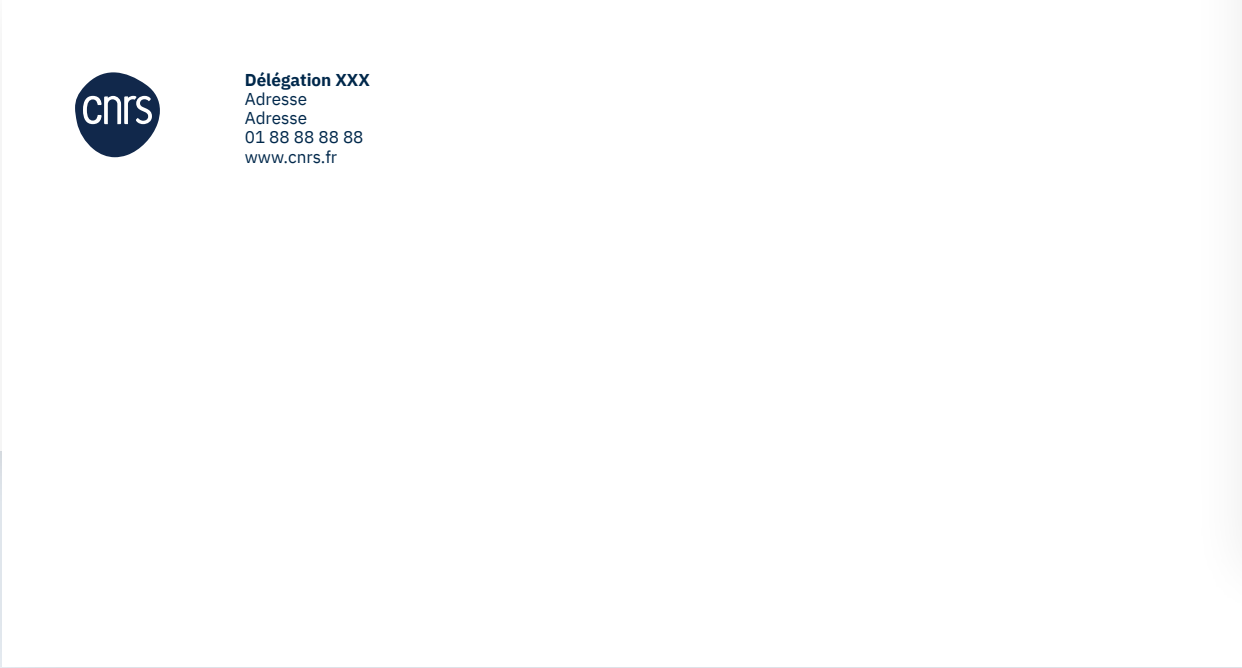 cnrs
Délégation XXX
Adresse
Adresse
01 88 88 88 88
www.cnrs.fr